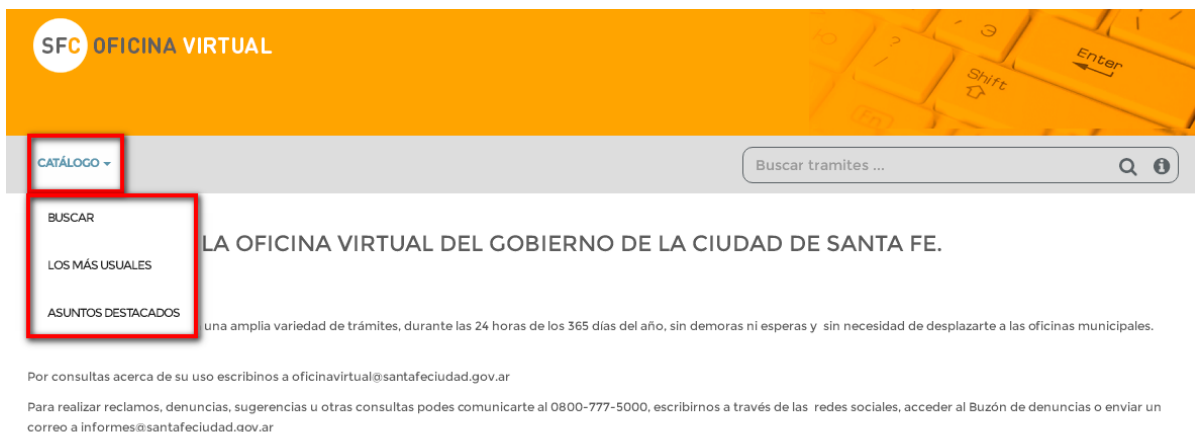 SFC OFICINA VIRTUAL
Enter
Shift
Fn
CATÁLOGO
Buscar tramites ...
BUSCAR
LA OFICINA VIRTUAL DEL GOBIERNO DE LA CIUDAD DE SANTA FE.
LOS MÁS USUALES
ASUNTOS DESTACADOS
una amplia variedad de trámites, durante las 24 horas de los 365 días del año, sin demoras ni esperas y sin necesidad de desplazarte a las oficinas municipales.
Por consultas acerca de su uso escribinos a oficinavirtual@santafeciudad.gov.ar
Para realizar reclamos, denuncias, sugerencias u otras consultas podes comunicarte al 0800-777-5000, escribirnos a través de las redes sociales, acceder al Buzón de denuncias o enviar un
correo a informes@santafeciudad.gov.ar